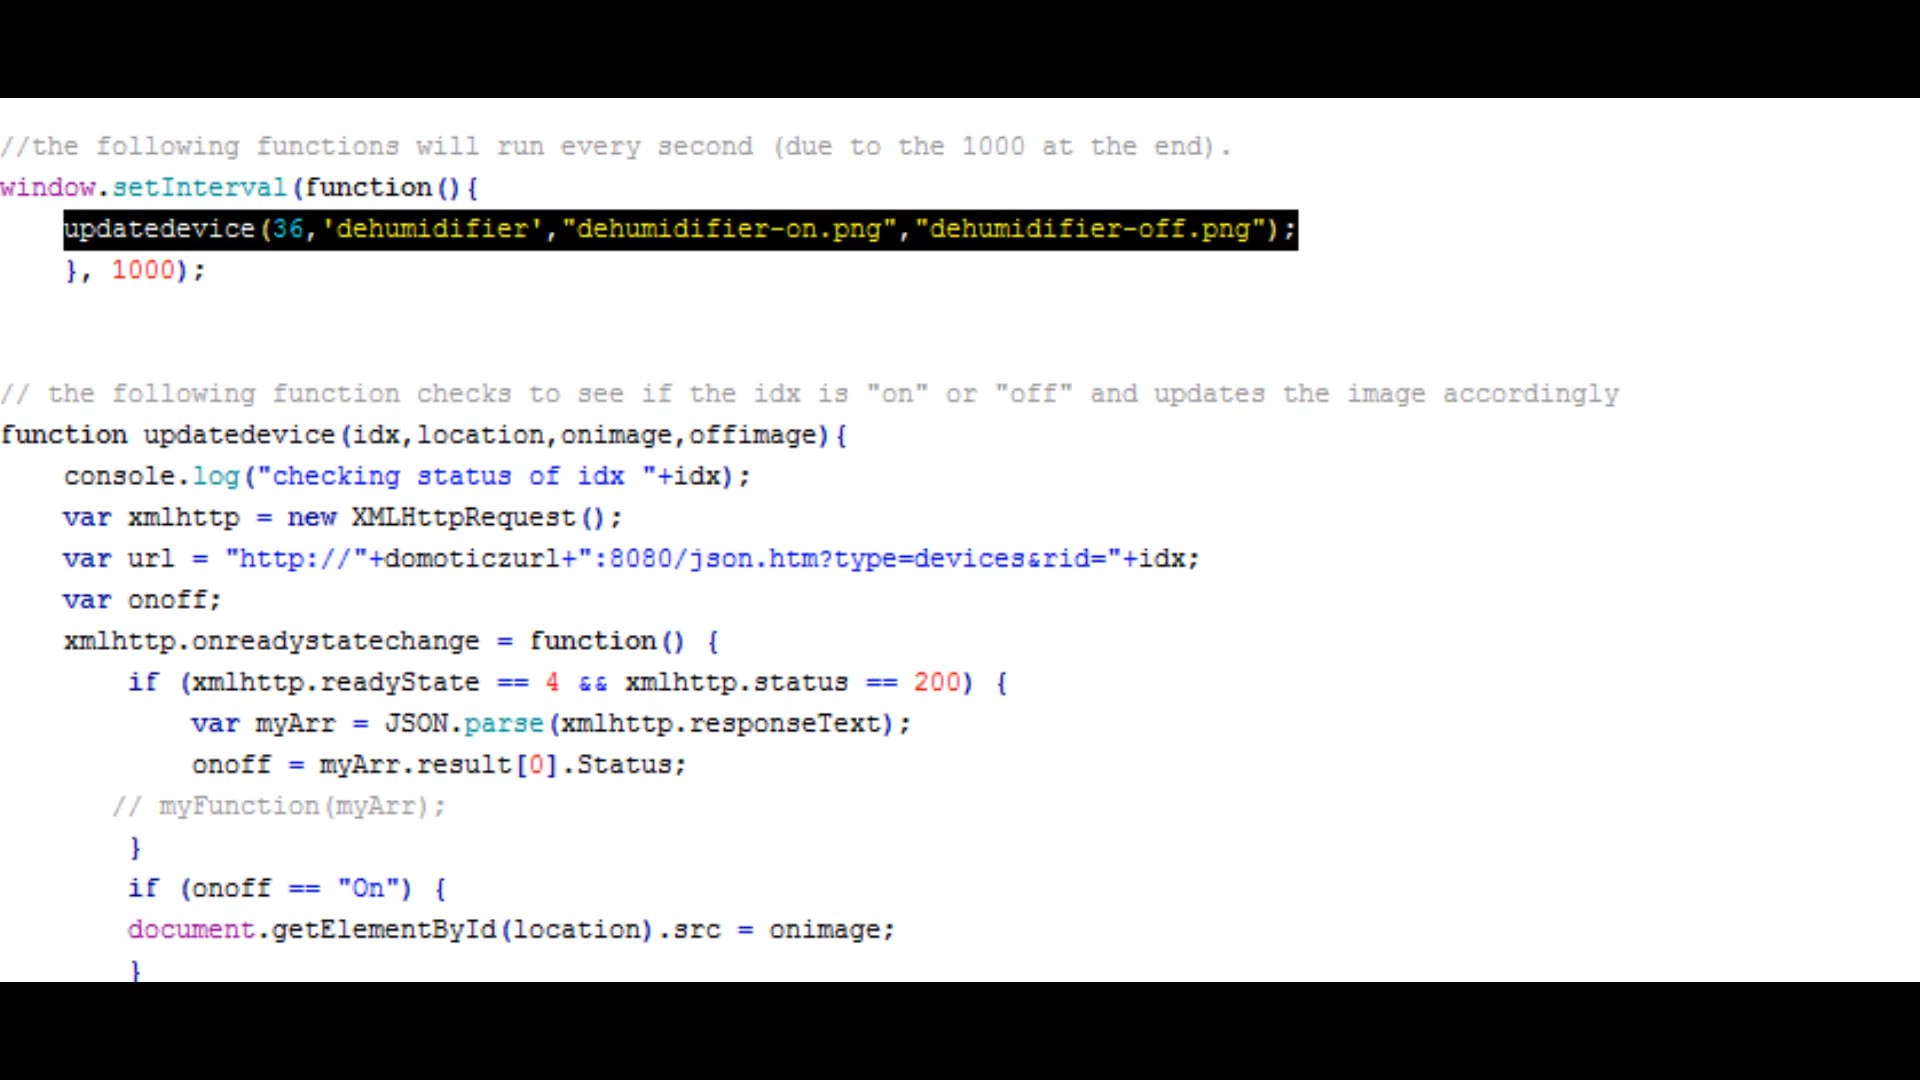 //the following functions will run every second (due to the 1000 at the end).
window.setInterval(function(){
updatedevice(36,'dehumidifier',"dehumidifier-on.png","dehumidifier-off.png");
}, 1000);
// the following function checks to see if the idx is "on" or "off" and updates the image accordingly
function updatedevice(idx,location,onimage,offimage){
console.log("checking status of idx "+idx);
var xmlhttp = new XMLHttpRequest();
var url = "http://"+domoticzurl+":8080/json.htm?type=devices&rid="+idx;
var onoff;
xmlhttp.onreadystatechange = function() {
if (xmlhttp.readyState == 4 && xmlhttp.status == 200) {
var myArr = JSON.parse(xmlhttp.responseText);
onoff = myArr.result[0].Status;
// myFunction(myArr);
}
if (onoff == "On") {
document.getElementById(location).src = onimage;
}